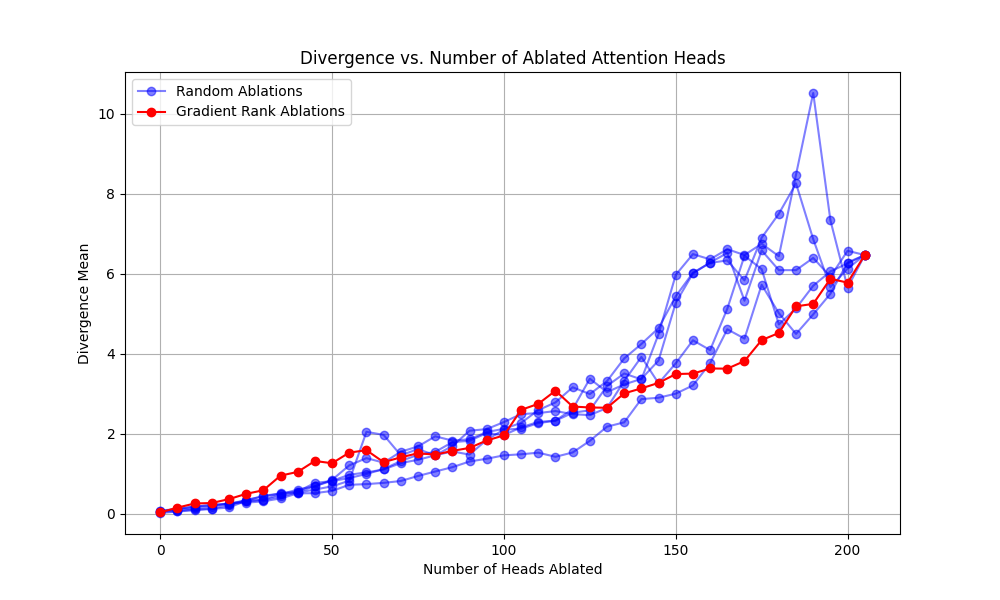 Divergence vs. Number of Ablated Attention Heads
Random Ablations
Gradient Rank Ablations
Divergence Mean
10
8
6
4
2
0
0 50 100 150 200
Number of Heads Ablated